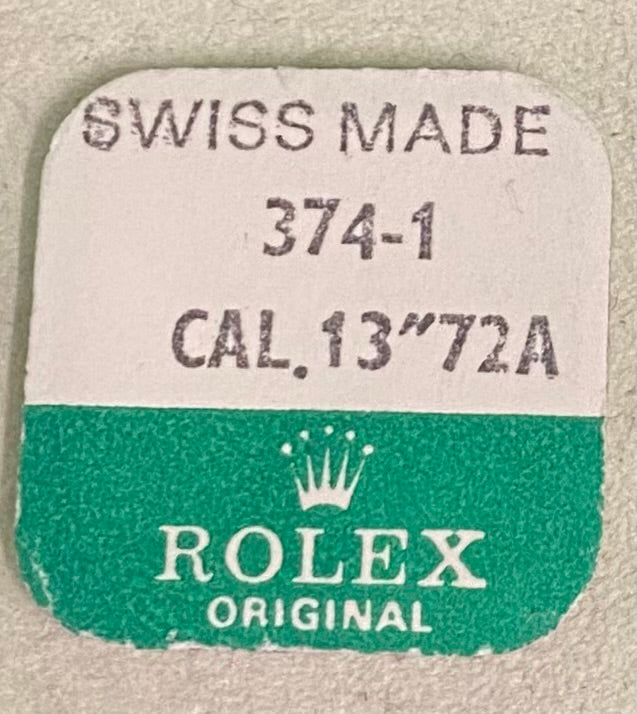 SWISS MADE
374-1
CAL. 13″72A
ROLEX
ORIGINAL